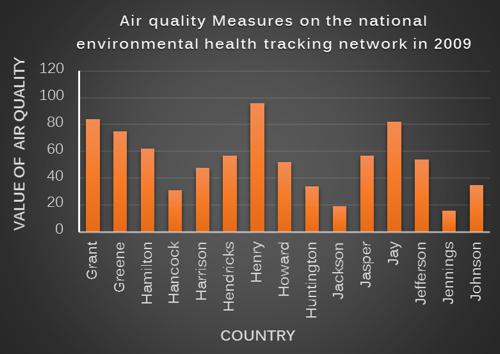 Air quality Measures on the national
environmental health tracking network in 2009
VALUE OF AIR QUALITY
120
100
80
60
40
20
0
Grant
Greene
Hamilton
Hancock
Harrison
Hendricks
Henry
Howard
Huntington
Jackson
Jasper
Jay
Jefferson
Jennings
Johnson
COUNTRY